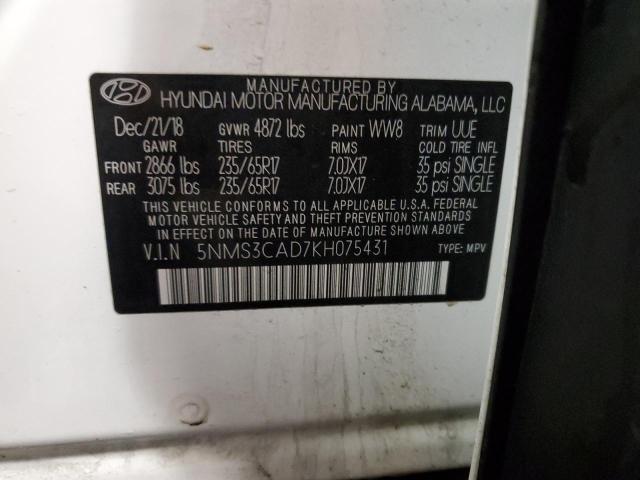 MANUFACTURED BY
HYUNDAI MOTOR MANUFACTURING ALABAMA, LLC
Dec/21/18 GVWR 4872 lbs PAINT WW8 TRIM UUE
GAWR TIRES RIMS COLD TIRE INFL
FRONT 2866 lbs 235/65R17 7.0JX17 35 psi SINGLE
REAR 3075 lbs 235/65R17 7.0JX17 35 psi SINGLE
THIS VEHICLE CONFORMS TO ALL APPLICABLE U.S.A. FEDERAL
MOTOR VEHICLE SAFETY AND THEFT PREVENTION STANDARDS
IN EFFECT ON THE DATE OF MANUFACTURE SHOWN ABOVE.
V.I.N 5NMS3CAD7KH075431 TYPE: MPV